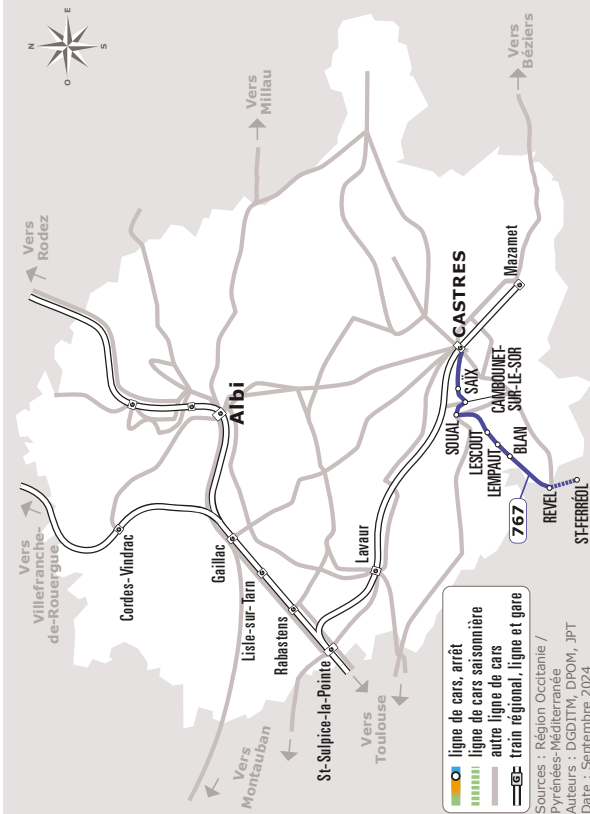 N
E
S
O
Vers
Rodez
Vers
Millau
Vers
Béziers
Vers
Villefranche-
de-Rouergue
Cordes-Vindrac
Albi
Gaillac
Lisle-sur-Tarn
Rabastens
St-Sulpice-la-Pointe
Vers
Montauban
Vers
Toulouse
Lavaur
CASTRES
Mazamet
SAÏX
CAMBOUNET-
SUR-LE-SOR
SOUAL
LESCOUT
LEMPAUT
BLAN
767
REVEL
ST-FERRÉOL
ligne de cars, arrêt
ligne de cars saisonnière
autre ligne de cars
G train régional, ligne et gare
Sources : Région Occitanie /
Pyrénées-Méditerranée
Auteurs : DGDITM, DPOM, JPT
Date : Septembre 2024